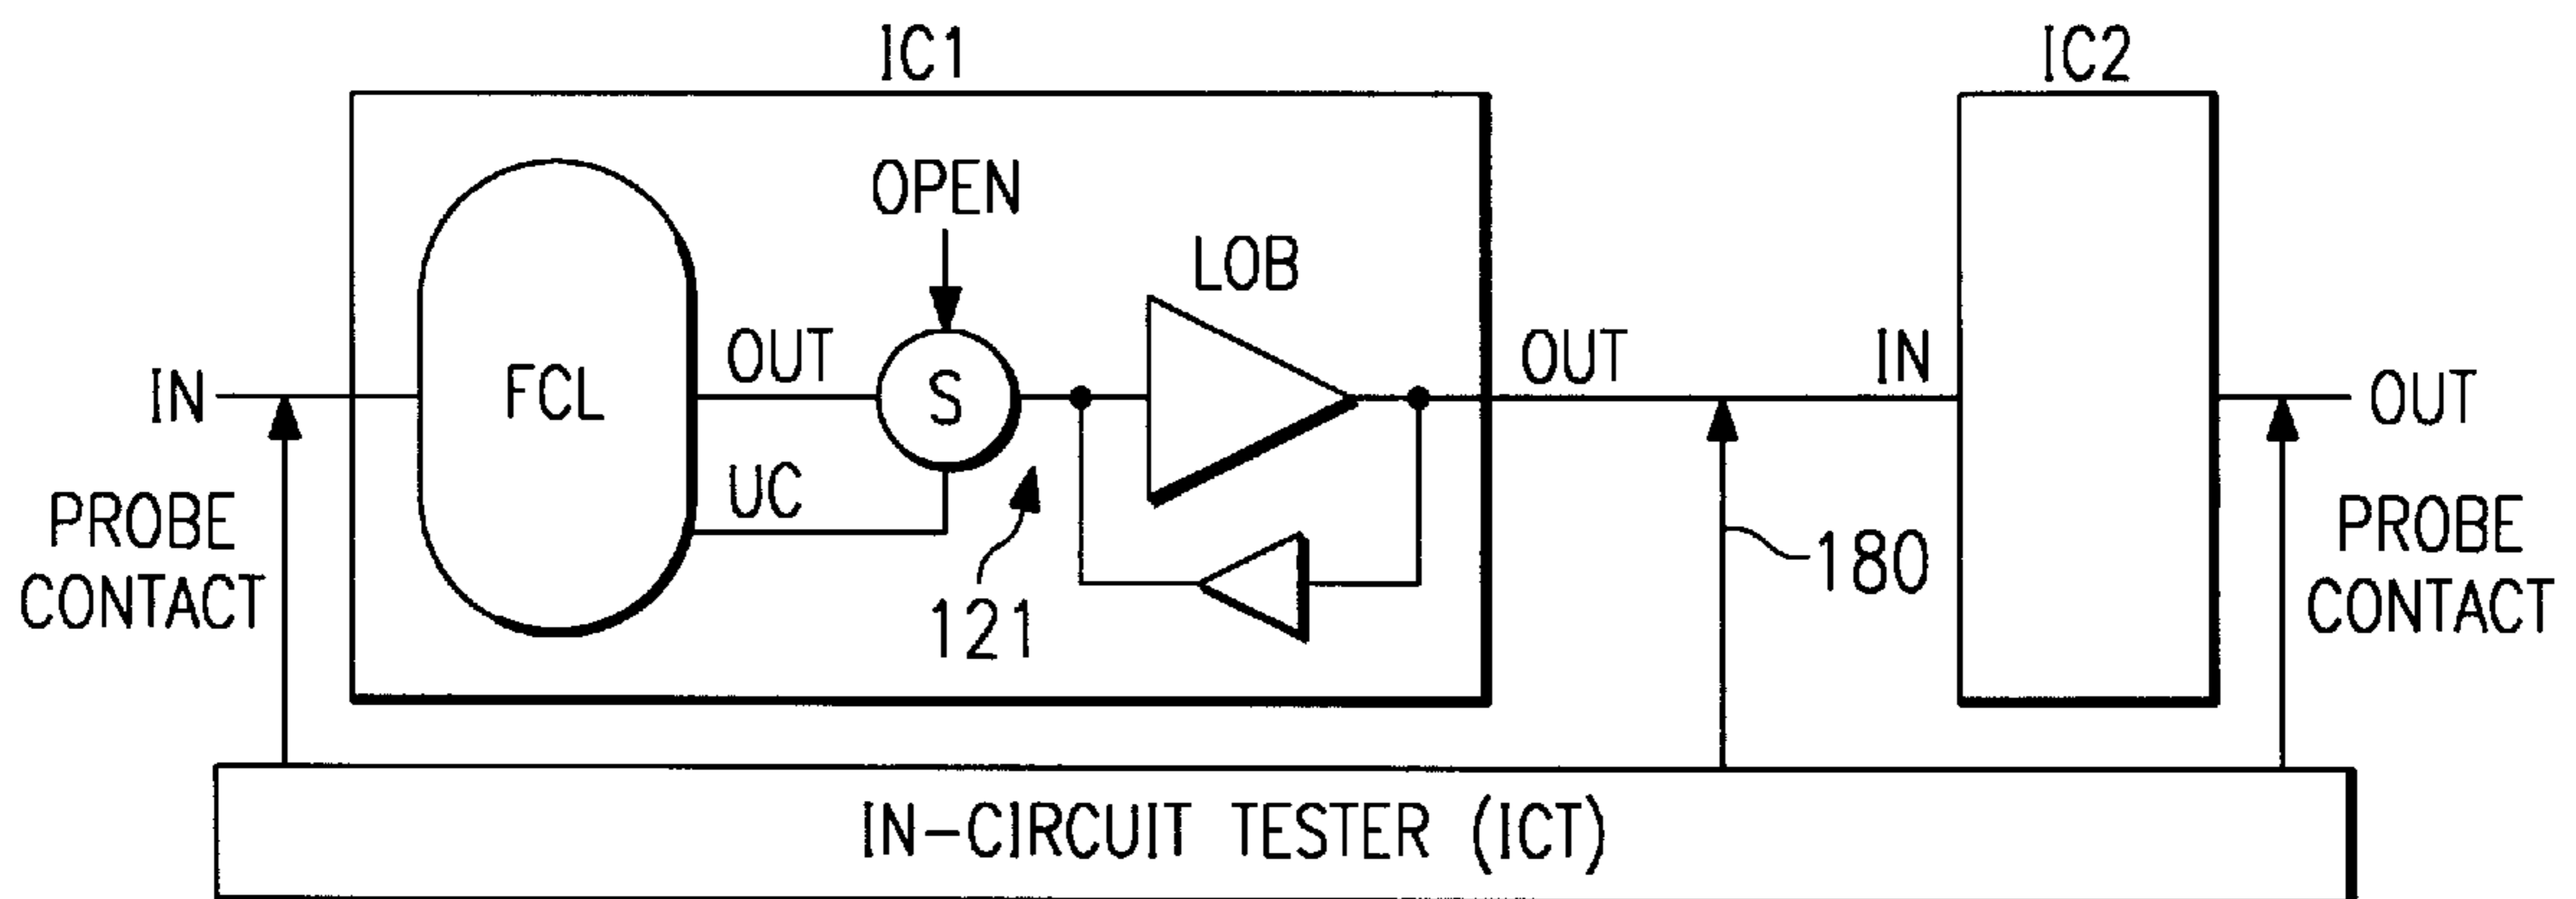 IC1
IC2
OPEN
LOB
IN
FCL
OUT
S
OUT
IN
OUT
UC
PROBE
CONTACT
121
180
PROBE
CONTACT
IN-CIRCUIT TESTER (ICT)